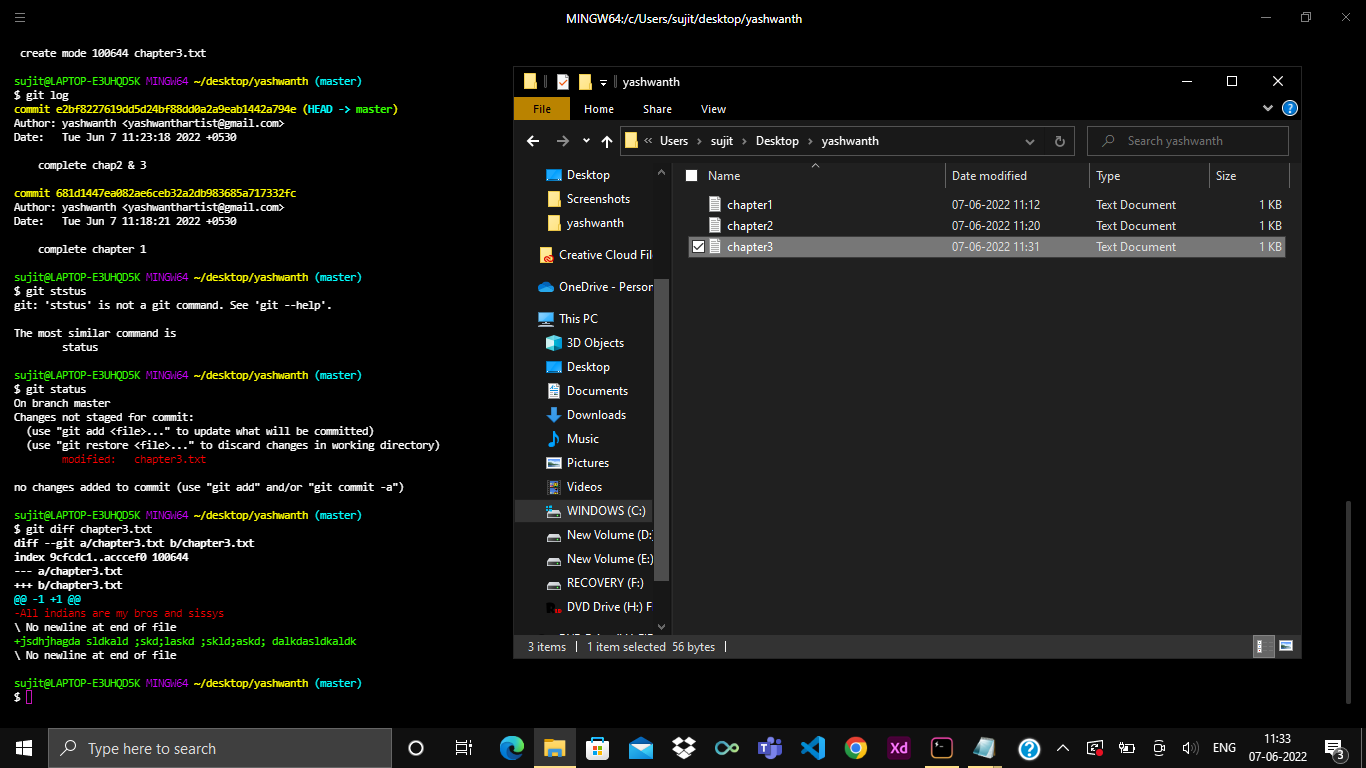 MINGW64:/c/Users/sujit/desktop/yashwanth
create mode 100644 chapter3.txt
sujit@LAPTOP-E3UHQD5K MINGW64 ~/desktop/yashwanth (master)
$ git log
commit e2bf8227619dd5d24bf88dd0a2a9eab1442a794e (HEAD -> master)
Author: yashwanth <yashwanthartist@gmail.com>
Date:   Tue Jun 7 11:23:18 2022 +0530
complete chap2 & 3
commit 681d1447ea082ae6ceb32a2db983685a717332fc
Author: yashwanth <yashwanthartist@gmail.com>
Date:   Tue Jun 7 11:18:21 2022 +0530
complete chapter 1
sujit@LAPTOP-E3UHQD5K MINGW64 ~/desktop/yashwanth (master)
$ git ststus
git: 'ststus' is not a git command. See 'git --help'.
The most similar command is
status
sujit@LAPTOP-E3UHQD5K MINGW64 ~/desktop/yashwanth (master)
$ git status
On branch master
Changes not staged for commit:
(use "git add <file>..." to update what will be committed)
(use "git restore <file>..." to discard changes in working directory)
modified:   chapter3.txt
no changes added to commit (use "git add" and/or "git commit -a")
sujit@LAPTOP-E3UHQD5K MINGW64 ~/desktop/yashwanth (master)
$ git diff chapter3.txt
diff --git a/chapter3.txt b/chapter3.txt
index 9cfcdc1..acccef0 100644
--- a/chapter3.txt
+++ b/chapter3.txt
@@ -1 +1 @@
-All indians are my bros and sissys
\ No newline at end of file
+jsdhjhagda sldkald ;skd;laskd ;skld;askd; dalkdasldkaldk
\ No newline at end of file
sujit@LAPTOP-E3UHQD5K MINGW64 ~/desktop/yashwanth (master)
$
yashwanth
File Home Share View
« Users › sujit › Desktop › yashwanth
Search yashwanth
Desktop
Screenshots
yashwanth
Creative Cloud Fil
OneDrive - Person
This PC
3D Objects
Desktop
Documents
Downloads
Music
Pictures
Videos
WINDOWS (C:)
New Volume (D:
New Volume (E:)
RECOVERY (F:)
DVD Drive (H:) F
Name Date modified Type Size
chapter1 07-06-2022 11:12 Text Document 1 KB
chapter2 07-06-2022 11:20 Text Document 1 KB
chapter3 07-06-2022 11:31 Text Document 1 KB
3 items 1 item selected 56 bytes
Type here to search
Xd
ENG
11:33
07-06-2022
3